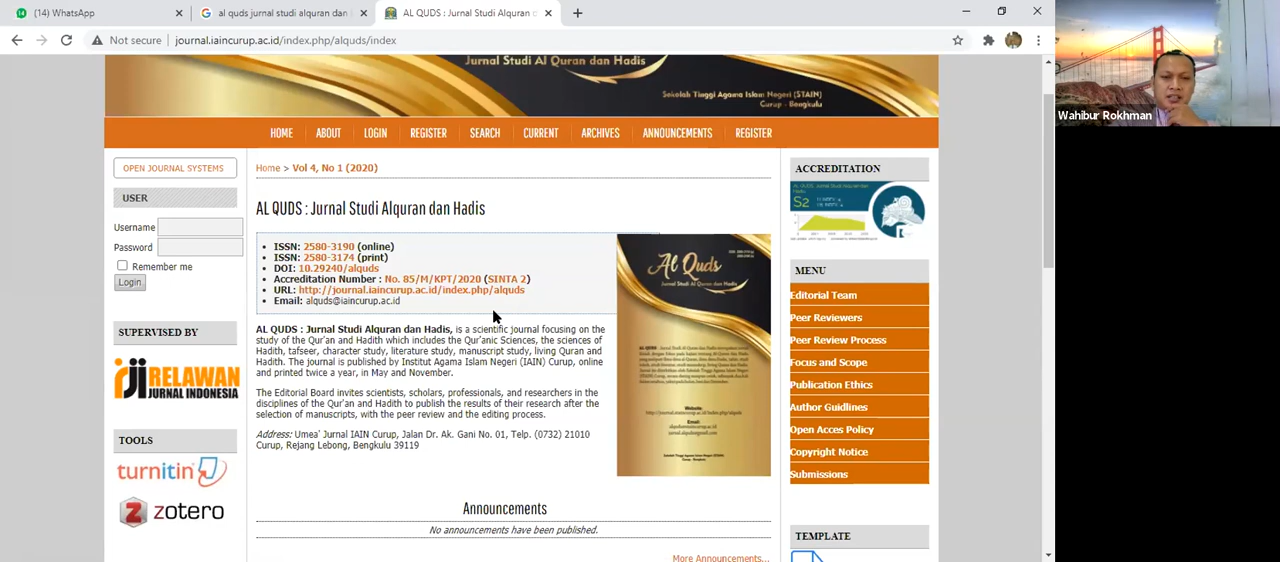 (14) WhatsApp
al quds jurnal studi alquran dan
AL QUDS : Jurnal Studi Alquran d
Not secure
journal.iaincurup.ac.id/index.php/alquds/index
Wahibur Rokhman
Jurnal Studi Al Quran dan Hadis
Sekolah Tinggi Agama Islam Negeri (STAIN)
Curup - Bengkulu
HOME ABOUT LOGIN REGISTER SEARCH CURRENT ARCHIVES ANNOUNCEMENTS REGISTER
OPEN JOURNAL SYSTEMS
USER
Username
Password
Remember me
Login
SUPERVISED BY
RJI RELAWAN
JURNAL INDONESIA
TOOLS
turnitin
zotero
Home > Vol 4, No 1 (2020)
AL QUDS : Jurnal Studi Alquran dan Hadis
ISSN: 2580-3190 (online)
ISSN: 2580-3174 (print)
DOI: 10.29240/alquds
Accreditation Number : No. 85/M/KPT/2020 (SINTA 2)
URL: http://journal.iaincurup.ac.id/index.php/alquds
Email: alquds@iaincurup.ac.id
AL QUDS : Jurnal Studi Alquran dan Hadis, is a scientific journal focusing on the
study of the Qur'an and Hadith which includes the Qur'anic Sciences, the sciences of
Hadith, tafseer, character study, literature study, manuscript study, living Quran and
Hadith. The journal is published by Institut Agama Islam Negeri (IAIN) Curup, online
and printed twice a year, in May and November.
The Editorial Board invites scientists, scholars, professionals, and researchers in the
disciplines of the Qur'an and Hadith to publish the results of their research after the
selection of manuscripts, with the peer review and the editing process.
Address: Umea' Jurnal IAIN Curup, Jalan Dr. Ak. Gani No. 01, Telp. (0732) 21010
Curup, Rejang Lebong, Bengkulu 39119
Al Quds
Jurnal Studi Al Quran dan Hadis
Website:
Email:
Announcements
No announcements have been published.
More Announcements...
ACCREDITATION
S2
MENU
Editorial Team
Peer Reviewers
Peer Review Process
Focus and Scope
Publication Ethics
Author Guidlines
Open Acces Policy
Copyright Notice
Submissions
TEMPLATE